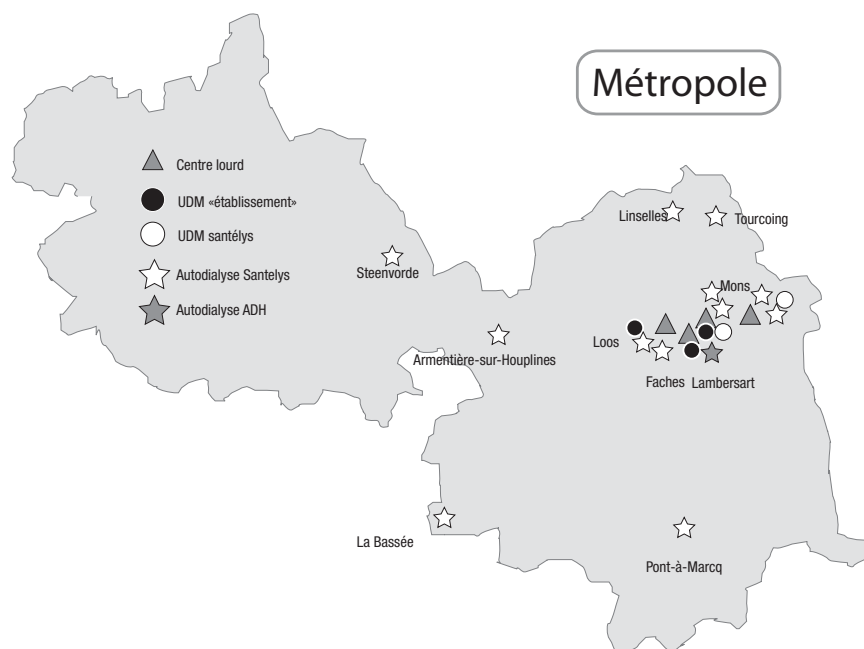 Métropole
Centre lourd
UDM «établissement»
UDM santélys
Autodialyse Santelys
Autodialyse ADH
Linselles
Tourcoing
Steenvorde
Mons
Loos
Armentière-sur-Houplines
Faches
Lambersart
La Bassée
Pont-à-Marcq